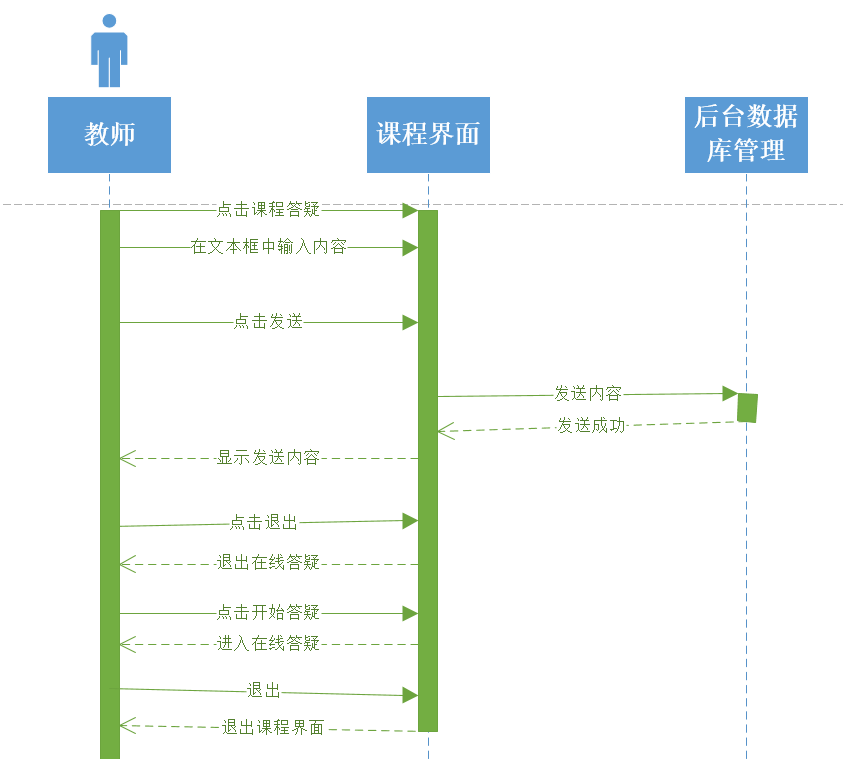 教师
课程界面
后台数据
库管理
点击课程答疑
在文本框中输入内容
点击发送
发送内容
发送成功
显示发送内容
点击退出
退出在线答疑
点击开始答疑
进入在线答疑
退出
退出课程界面